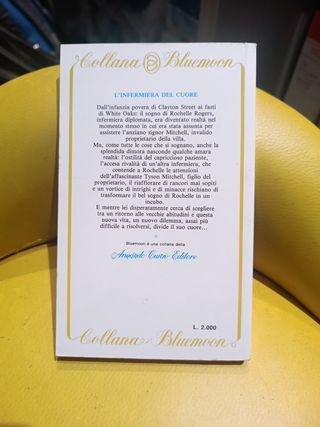 Collana Bluemoon
L'INFERMIERA DEL CUORE
Dall'infanzia povera di Clayton Street ai fasti
di White Oaks: il sogno di Rochelle Rogers,
infermiera diplomata, era diventato realtà nel
momento stesso in cui era stata assunta per
assistere l'anziano signor Mitchell, invalido
proprietario della villa.
Ma, come tutte le cose che si sognano, anche la
splendida dimora nasconde qualche amara
realtà: l'ostilità del capriccioso paziente,
l'accesa rivalità di un'altra infermiera, che
contende a Rochelle le attenzioni
dell'affascinante Tyson Mitchell, figlio del
proprietario, il riaffiorare di rancori mai sopiti
e un vortice di intrighi e di minacce rischiano di
trasformare il bel sogno di Rochelle in un
incubo.
E mentre lei disperatamente cerca di scegliere
tra un ritorno alle vecchie abitudini e questa
nuova vita, un nuovo dilemma, assai più
difficile a risolversi, divide il suo cuore...
Bluemoon è una collana della
Armando Curcio Editore
L. 2.000
Collana Bluemoon